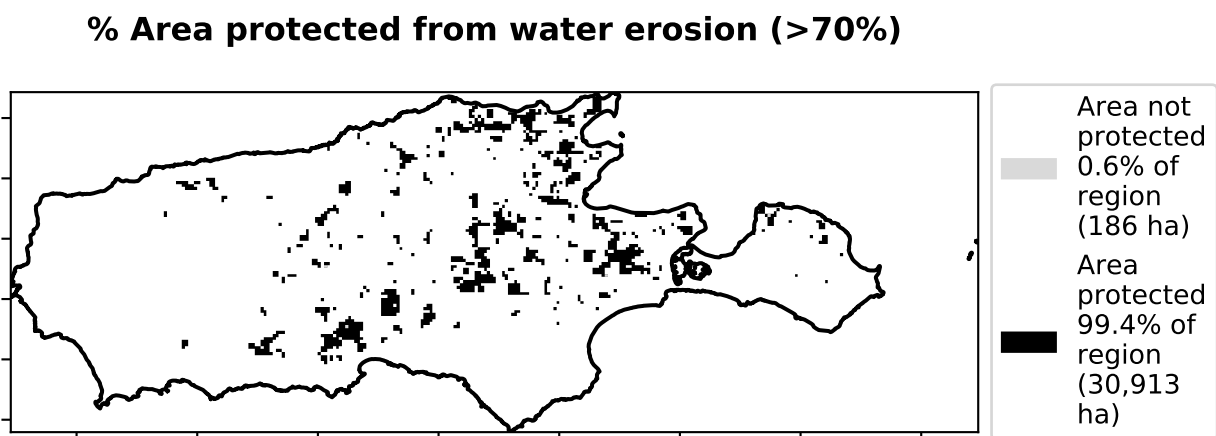 % Area protected from water erosion (>70%)
Area not
protected
0.6% of
region
(186 ha)
Area
protected
99.4% of
region
(30,913
ha)